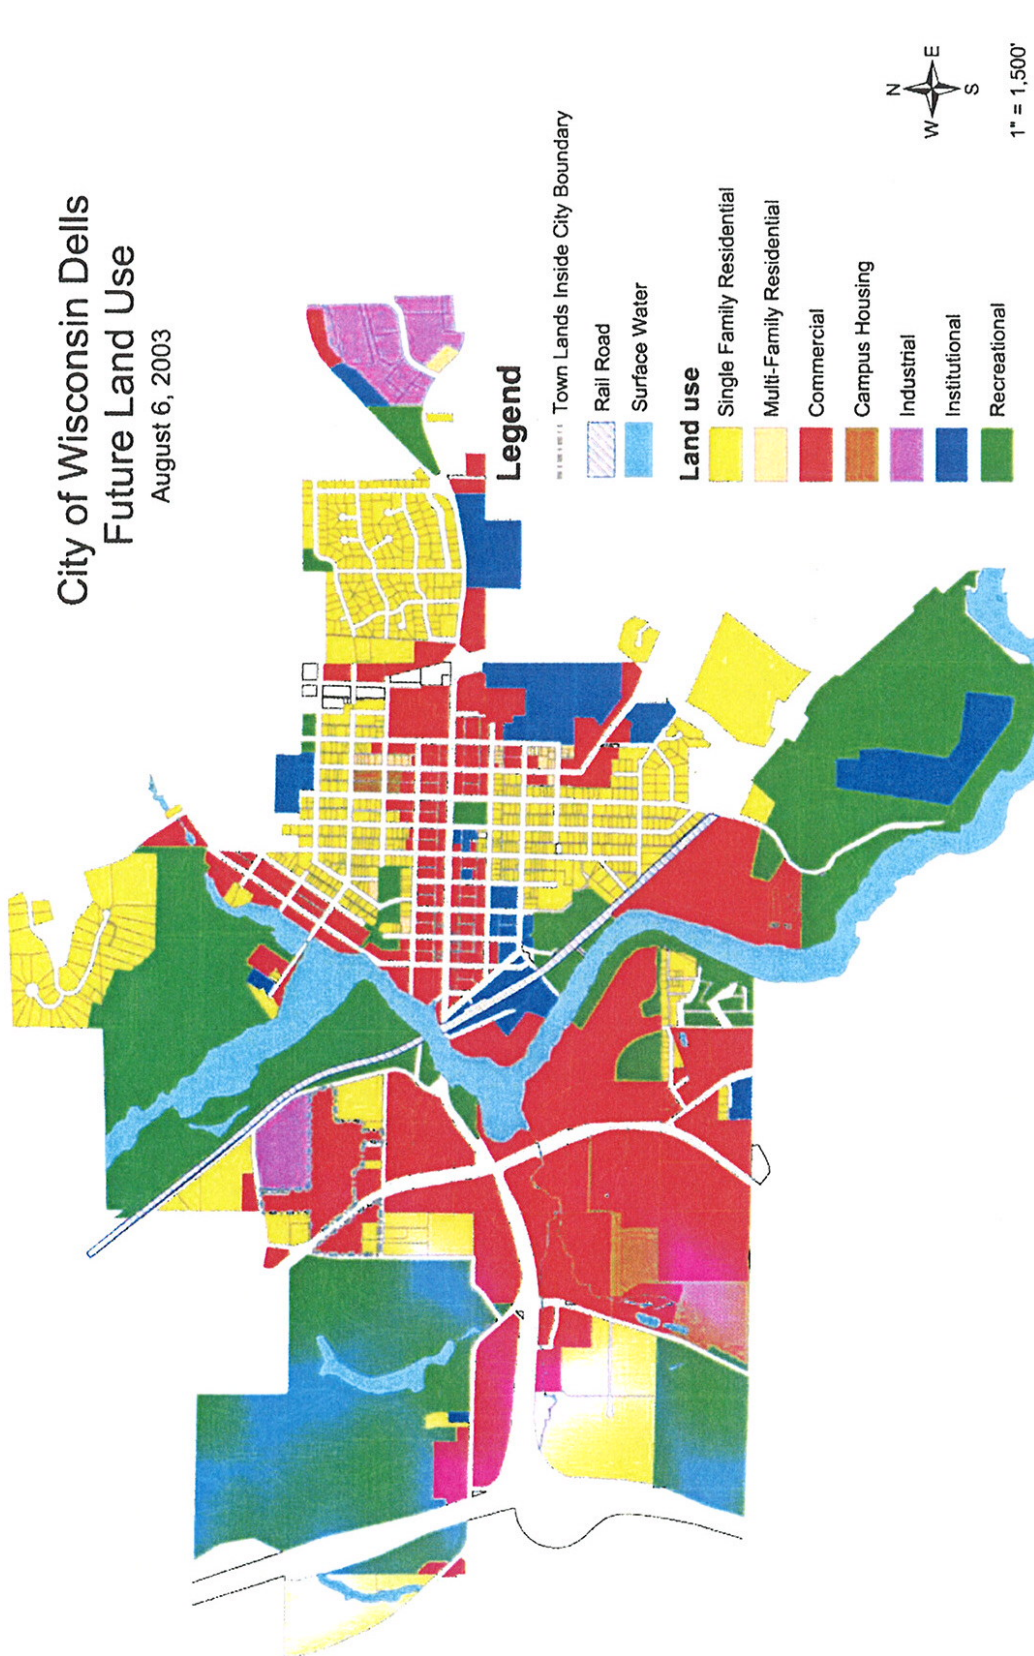 City of Wisconsin Dells
Future Land Use
August 6, 2003
Legend
Town Lands Inside City Boundary
Rail Road
Surface Water
Land use
Single Family Residential
Multi-Family Residential
Commercial
Campus Housing
Industrial
Institutional
Recreational
N
W
E
S
1" = 1,500'